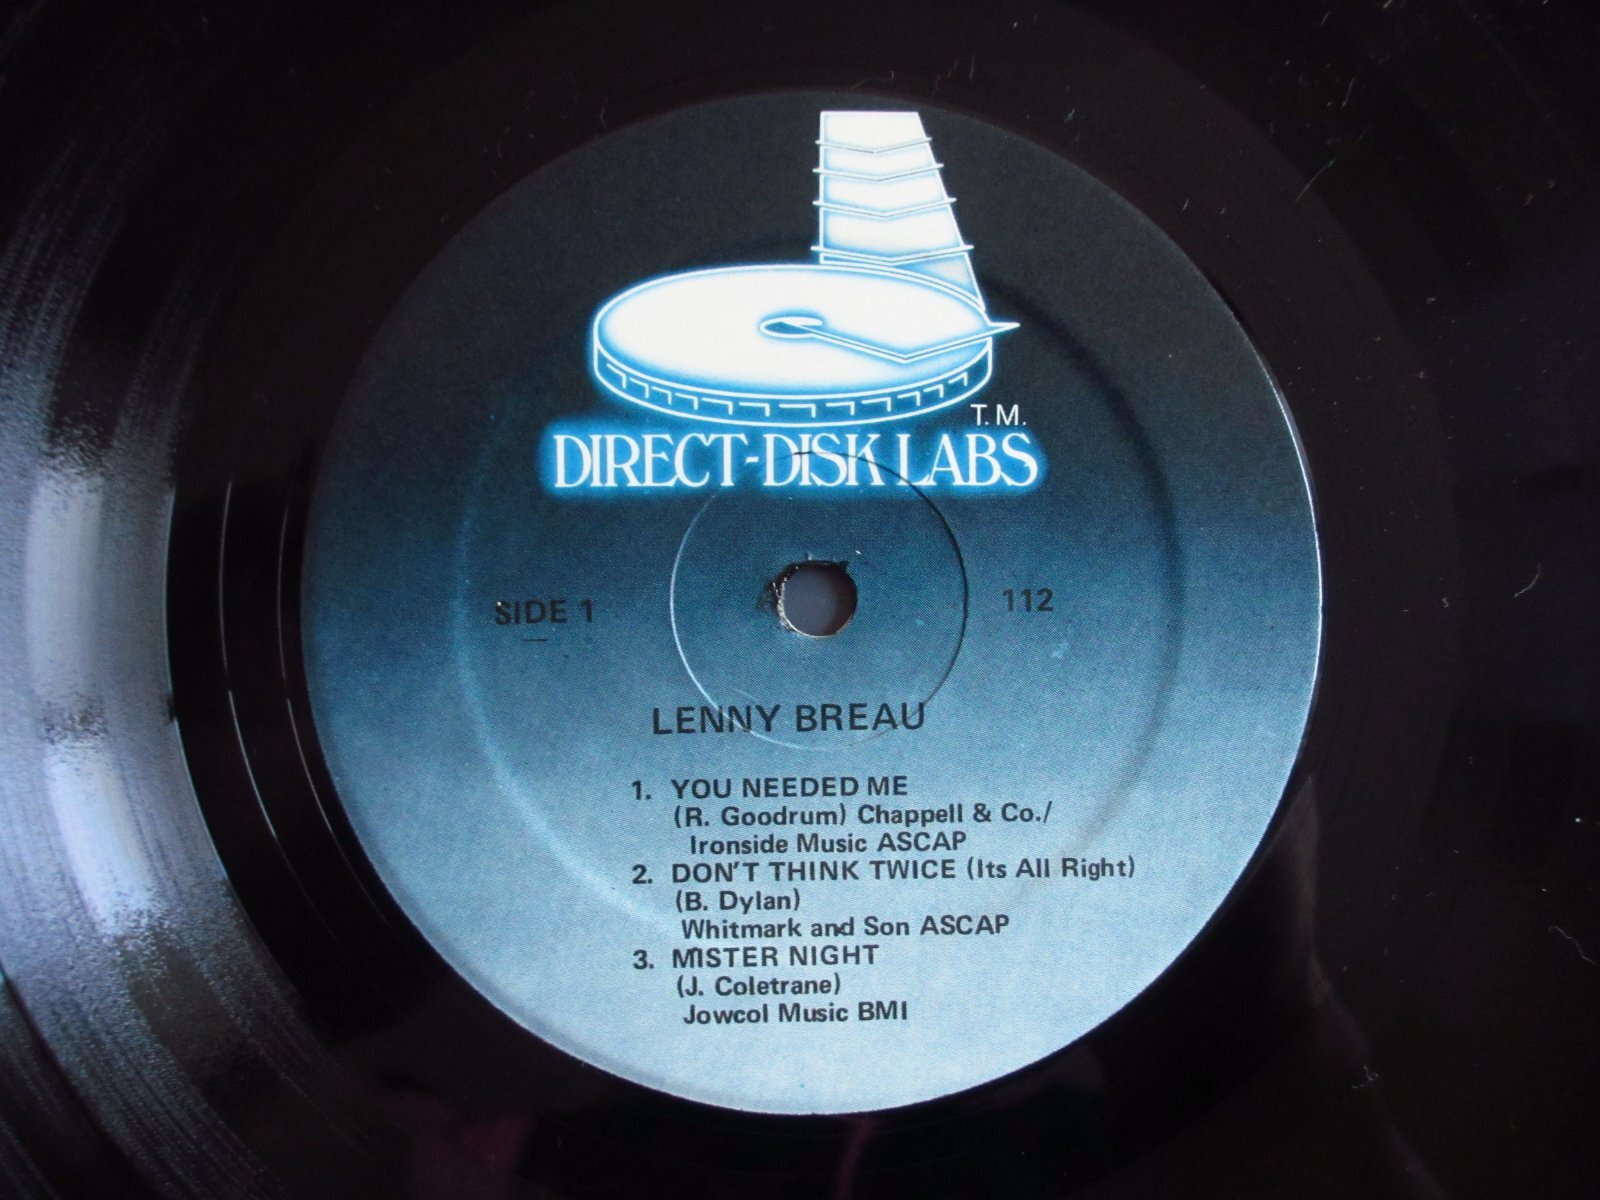 T.M.
DIRECT-DISK LABS
SIDE 1
112
LENNY BREAU
1. YOU NEEDED ME
(R. Goodrum) Chappell & Co./
Ironside Music ASCAP
2. DON'T THINK TWICE (Its All Right)
(B. Dylan)
Whitmark and Son ASCAP
3. MISTER NIGHT
(J. Coletrane)
Jowcol Music BMI